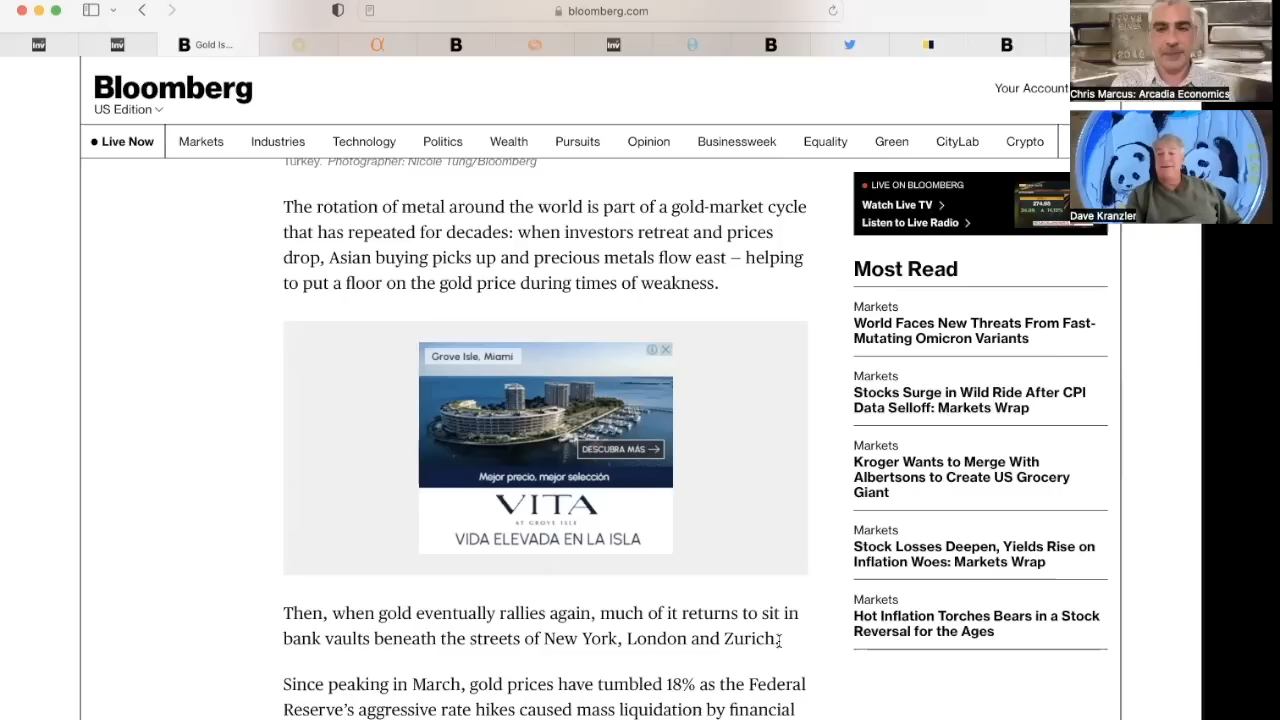 bloomberg.com
Inv
Inv
B Gold Is...
α
B
Inv
B
B
Chris Marcus: Arcadia Economics
Bloomberg
US Edition
Your Account
Live Now
Markets
Industries
Technology
Politics
Wealth
Pursuits
Opinion
Businessweek
Equality
Green
CityLab
Crypto
Dave Kranzler
Turkey. Photographer: Nicole Tung/Bloomberg
The rotation of metal around the world is part of a gold-market cycle
that has repeated for decades: when investors retreat and prices
drop, Asian buying picks up and precious metals flow east — helping
to put a floor on the gold price during times of weakness.
Grove Isle, Miami
DESCUBRA MÁS
Mejor precio, mejor selección
VITA
AT GROVE ISLE
VIDA ELEVADA EN LA ISLA
Then, when gold eventually rallies again, much of it returns to sit in
bank vaults beneath the streets of New York, London and Zurich.
Since peaking in March, gold prices have tumbled 18% as the Federal
Reserve's aggressive rate hikes caused mass liquidation by financial
LIVE ON BLOOMBERG
Watch Live TV
Listen to Live Radio
Most Read
Markets
World Faces New Threats From Fast-
Mutating Omicron Variants
Markets
Stocks Surge in Wild Ride After CPI
Data Selloff: Markets Wrap
Markets
Kroger Wants to Merge With
Albertsons to Create US Grocery
Giant
Markets
Stock Losses Deepen, Yields Rise on
Inflation Woes: Markets Wrap
Markets
Hot Inflation Torches Bears in a Stock
Reversal for the Ages